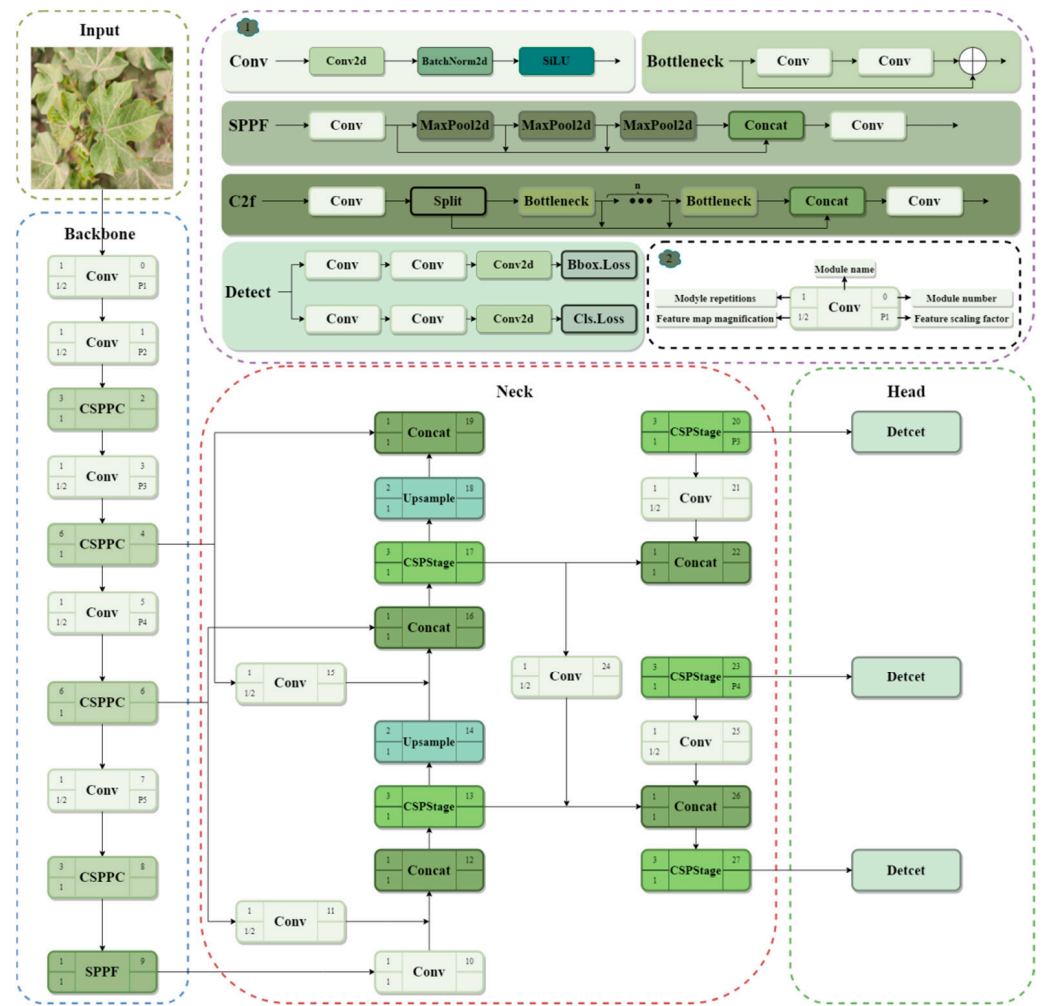 Input
1
Conv
Conv2d
BatchNorm2d
SiLU
Bottleneck
Conv
Conv
SPPF
Conv
MaxPool2d
MaxPool2d
MaxPool2d
Concat
Conv
C2f
Conv
Split
Bottleneck
n
Bottleneck
Concat
Conv
Detect
Conv
Conv
Conv2d
Bbox.Loss
Conv
Conv
Conv2d
Cls.Loss
2
Module name
Modyle repetitions
1
Conv
0
Module number
Feature map magnification
1/2
P1
Feature scaling factor
Backbone
1
0
Conv
1/2
P1
1
1
Conv
1/2
P2
3
2
CSPPC
1
1
3
Conv
1/2
P3
6
4
CSPPC
1
1
5
Conv
1/2
P4
6
6
CSPPC
1
1
7
Conv
1/2
P5
3
8
CSPPC
1
1
9
SPPF
1
Neck
1
19
Concat
1
2
18
Upsample
1
3
17
CSPStage
1
1
16
Concat
1
1
15
Conv
1/2
2
14
Upsample
1
3
13
CSPStage
1
1
12
Concat
1
1
11
Conv
1/2
1
10
Conv
1
1
24
Conv
1/2
3
20
CSPStage
1
P3
1
21
Conv
1/2
1
22
Concat
1
3
23
CSPStage
1
P4
1
25
Conv
1/2
1
26
Concat
1
3
27
CSPStage
1
Head
Detcet
Detcet
Detcet